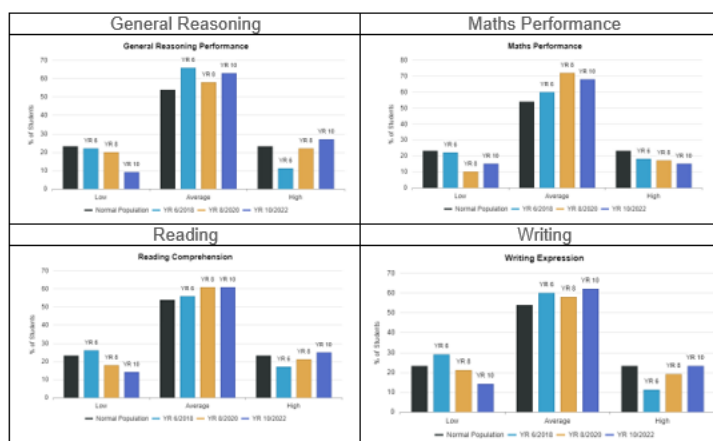 General Reasoning
General Reasoning Performance
% of Students
70
60
50
40
30
20
10
0
YR 6
YR 8
YR 10
YR 6
YR 8
YR 10
YR 6
YR 8
YR 10
Low
Average
High
Normal Population
YR 6/2018
YR 8/2020
YR 10/2022
Maths Performance
Maths Performance
% of Students
80
70
60
50
40
30
20
10
0
YR 6
YR 8
YR 10
YR 6
YR 8
YR 10
YR 6
YR 8
YR 10
Low
Average
High
Normal Population
YR 6/2018
YR 8/2020
YR 10/2022
Reading
Reading Comprehension
% of Students
70
60
50
40
30
20
10
0
YR 6
YR 8
YR 10
YR 6
YR 8
YR 10
YR 6
YR 8
YR 10
Low
Average
High
Normal Population
YR 6/2018
YR 8/2020
YR 10/2022
Writing
Writing Expression
% of Students
70
60
50
40
30
20
10
0
YR 6
YR 8
YR 10
YR 6
YR 8
YR 10
YR 6
YR 8
YR 10
Low
Average
High
Normal Population
YR 6/2018
YR 8/2020
YR 10/2022